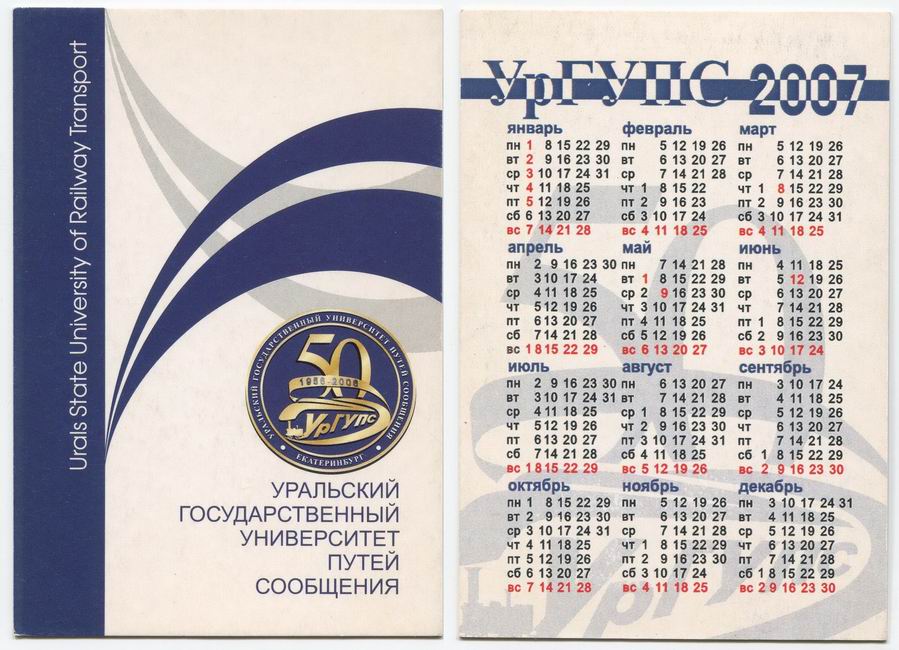 Urals State University of Railway Transport
УРАЛЬСКИЙ ГОСУДАРСТВЕННЫЙ УНИВЕРСИТЕТ ПУТЕЙ СООБЩЕНИЯ
50
1956-2006
УрГУПС
• ЕКАТЕРИНБУРГ •
УРАЛЬСКИЙ
ГОСУДАРСТВЕННЫЙ
УНИВЕРСИТЕТ
ПУТЕЙ
СООБЩЕНИЯ
УрГУПС 2007
январь
пн 1 8 15 22 29
вт 2 9 16 23 30
ср 3 10 17 24 31
чт 4 11 18 25
пт 5 12 19 26
сб 6 13 20 27
вс 7 14 21 28
февраль
пн 5 12 19 26
вт 6 13 20 27
ср 7 14 21 28
чт 1 8 15 22
пт 2 9 16 23
сб 3 10 17 24
вс 4 11 18 25
март
пн 5 12 19 26
вт 6 13 20 27
ср 7 14 21 28
чт 1 8 15 22 29
пт 2 9 16 23 30
сб 3 10 17 24 31
вс 4 11 18 25
апрель
пн 2 9 16 23 30
вт 3 10 17 24
ср 4 11 18 25
чт 5 12 19 26
пт 6 13 20 27
сб 7 14 21 28
вс 1 8 15 22 29
май
пн 7 14 21 28
вт 1 8 15 22 29
ср 2 9 16 23 30
чт 3 10 17 24 31
пт 4 11 18 25
сб 5 12 19 26
вс 6 13 20 27
июнь
пн 4 11 18 25
вт 5 12 19 26
ср 6 13 20 27
чт 7 14 21 28
пт 1 8 15 22 29
сб 2 9 16 23 30
вс 3 10 17 24
июль
пн 2 9 16 23 30
вт 3 10 17 24 31
ср 4 11 18 25
чт 5 12 19 26
пт 6 13 20 27
сб 7 14 21 28
вс 1 8 15 22 29
август
пн 6 13 20 27
вт 7 14 21 28
ср 1 8 15 22 29
чт 2 9 16 23 30
пт 3 10 17 24 31
сб 4 11 18 25
вс 5 12 19 26
сентябрь
пн 3 10 17 24
вт 4 11 18 25
ср 5 12 19 26
чт 6 13 20 27
пт 7 14 21 28
сб 1 8 15 22 29
вс 2 9 16 23 30
октябрь
пн 1 8 15 22 29
вт 2 9 16 23 30
ср 3 10 17 24 31
чт 4 11 18 25
пт 5 12 19 26
сб 6 13 20 27
вс 7 14 21 28
ноябрь
пн 5 12 19 26
вт 6 13 20 27
ср 7 14 21 28
чт 1 8 15 22 29
пт 2 9 16 23 30
сб 3 10 17 24
вс 4 11 18 25
декабрь
пн 3 10 17 24 31
вт 4 11 18 25
ср 5 12 19 26
чт 6 13 20 27
пт 7 14 21 28
сб 1 8 15 22 29
вс 2 9 16 23 30
50
УрГУПС